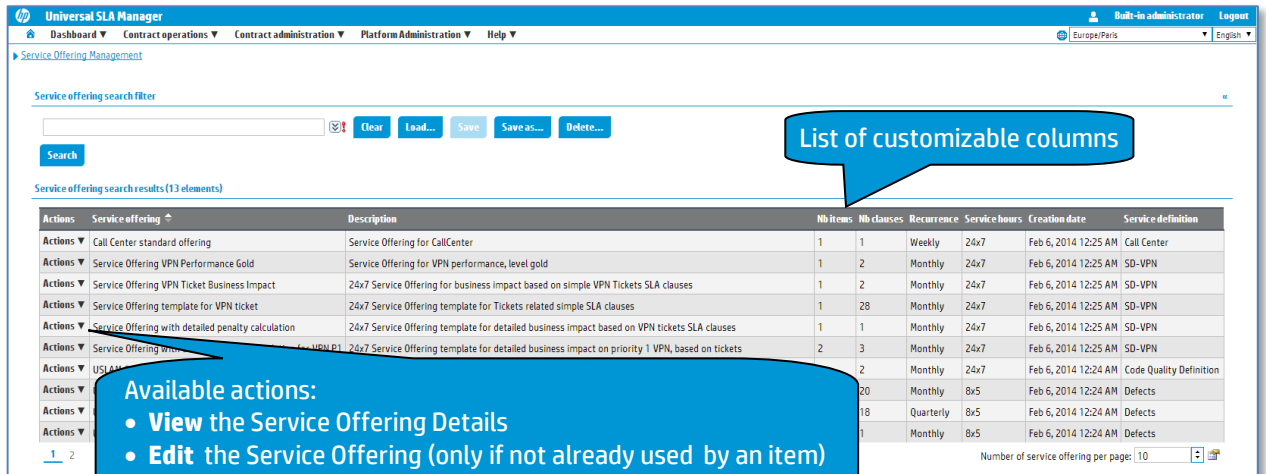 hp Universal SLA Manager Built-in administrator Logout
Dashboard ▼ Contract operations ▼ Contract administration ▼ Platform Administration ▼ Help ▼ Europe/Paris ▼ English ▼
Service Offering Management
Service offering search filter «
Clear Load... Save Save as... Delete...
List of customizable columns
Search
Service offering search results (13 elements)
Actions Service offering Description Nb items Nb clauses Recurrence Service hours Creation date Service definition
Actions ▼ Call Center standard offering Service Offering for CallCenter 1 1 Weekly 24x7 Feb 6, 2014 12:25 AM Call Center
Actions ▼ Service Offering VPN Performance Gold Service Offering for VPN performance, level gold 1 2 Monthly 24x7 Feb 6, 2014 12:25 AM SD-VPN
Actions ▼ Service Offering VPN Ticket Business Impact 24x7 Service Offering for business impact based on simple VPN Tickets SLA clauses 1 2 Monthly 24x7 Feb 6, 2014 12:25 AM SD-VPN
Actions ▼ Service Offering template for VPN ticket 24x7 Service Offering template for Tickets related simple SLA clauses 1 28 Monthly 24x7 Feb 6, 2014 12:25 AM SD-VPN
Actions ▼ Service Offering with detailed penalty calculation 24x7 Service Offering template for detailed business impact based on VPN tickets SLA clauses 1 1 Monthly 24x7 Feb 6, 2014 12:25 AM SD-VPN
Actions ▼ Service Offering with for VPN P1 24x7 Service Offering template for detailed business impact on priority 1 VPN, based on tickets 2 3 Monthly 24x7 Feb 6, 2014 12:25 AM SD-VPN
Actions ▼ 2 Monthly 24x7 Feb 6, 2014 12:24 AM Code Quality Definition
Actions ▼ 20 Monthly 8x5 Feb 6, 2014 12:24 AM Defects
Actions ▼ 18 Quarterly 8x5 Feb 6, 2014 12:24 AM Defects
Actions ▼ 1 Monthly 8x5 Feb 6, 2014 12:24 AM Defects
Available actions:
• View the Service Offering Details
• Edit the Service Offering (only if not already used by an item)
1 2 Number of service offering per page: 10